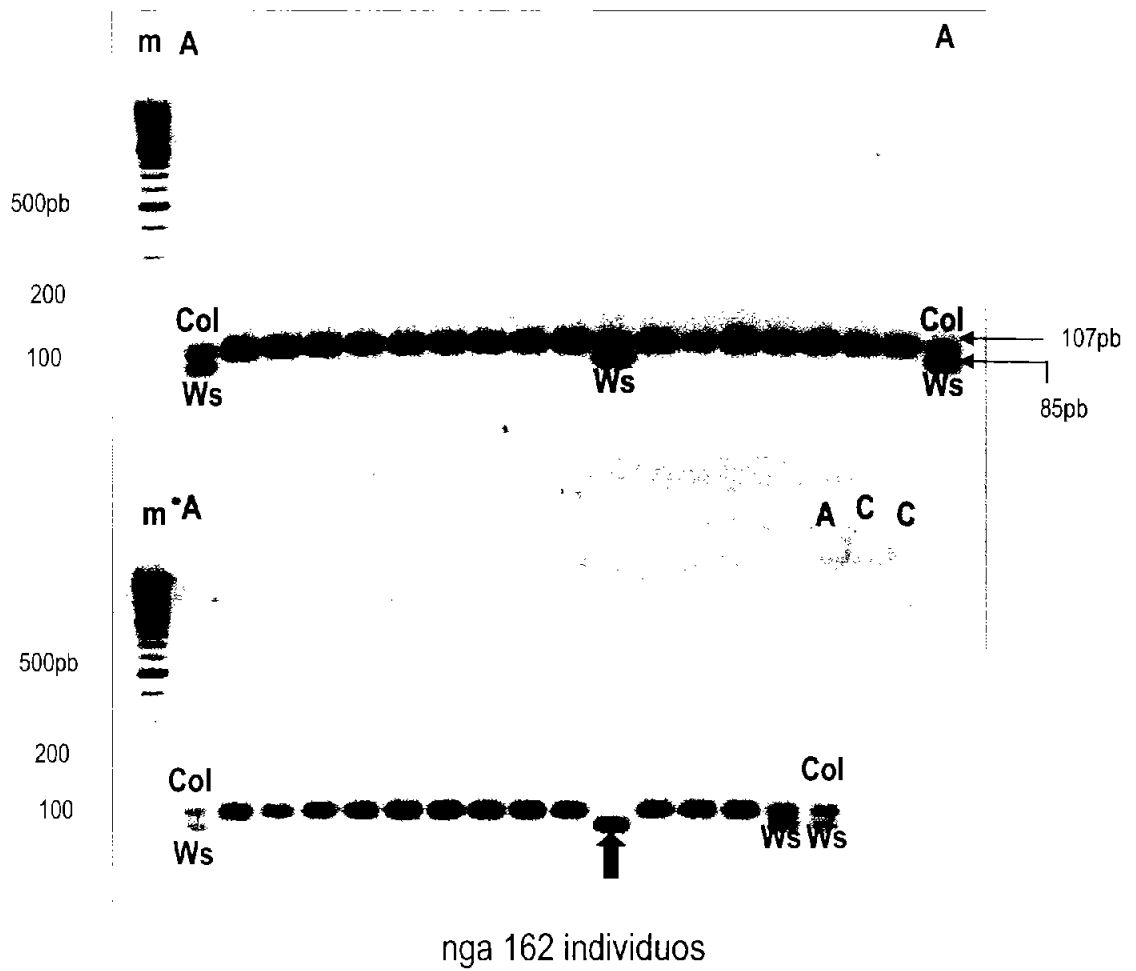 m A A
500pb
200
Col Col 107pb
100
Ws Ws Ws
85pb
m A A C C
500pb
200
Col Col
100
Ws Ws Ws
nga 162 individuos